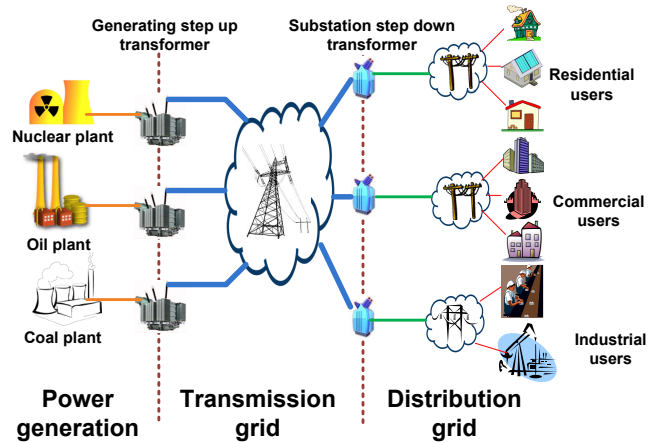 Generating step up
transformer
Substation step down
transformer
Nuclear plant
Residential
users
Oil plant
Commercial
users
Coal plant
Industrial
users
Power
generation
Transmission
grid
Distribution
grid